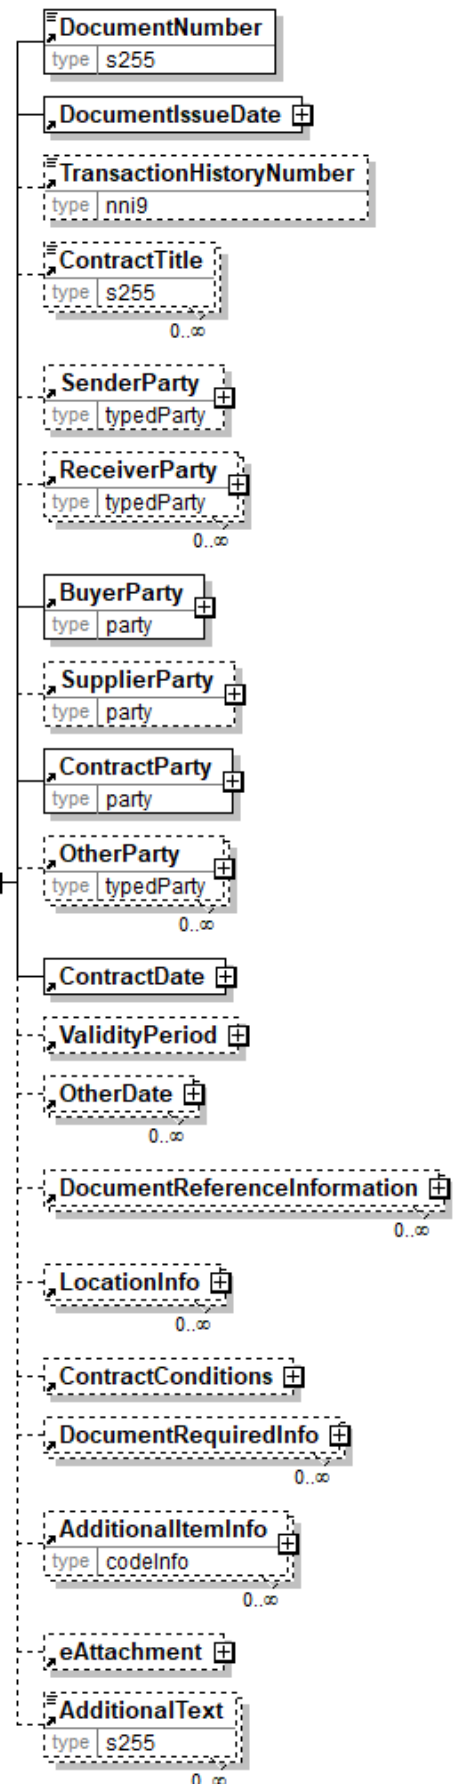 DocumentNumber
type s255
DocumentIssueDate
TransactionHistoryNumber
type nni9
ContractTitle
type s255
0..∞
SenderParty
type typedParty
ReceiverParty
type typedParty
0..∞
BuyerParty
type party
SupplierParty
type party
ContractParty
type party
OtherParty
type typedParty
0..∞
ContractDate
ValidityPeriod
OtherDate
0..∞
DocumentReferenceInformation
0..∞
LocationInfo
0..∞
ContractConditions
DocumentRequiredInfo
0..∞
AdditionalItemInfo
type codeInfo
0..∞
eAttachment
AdditionalText
type s255
0..∞